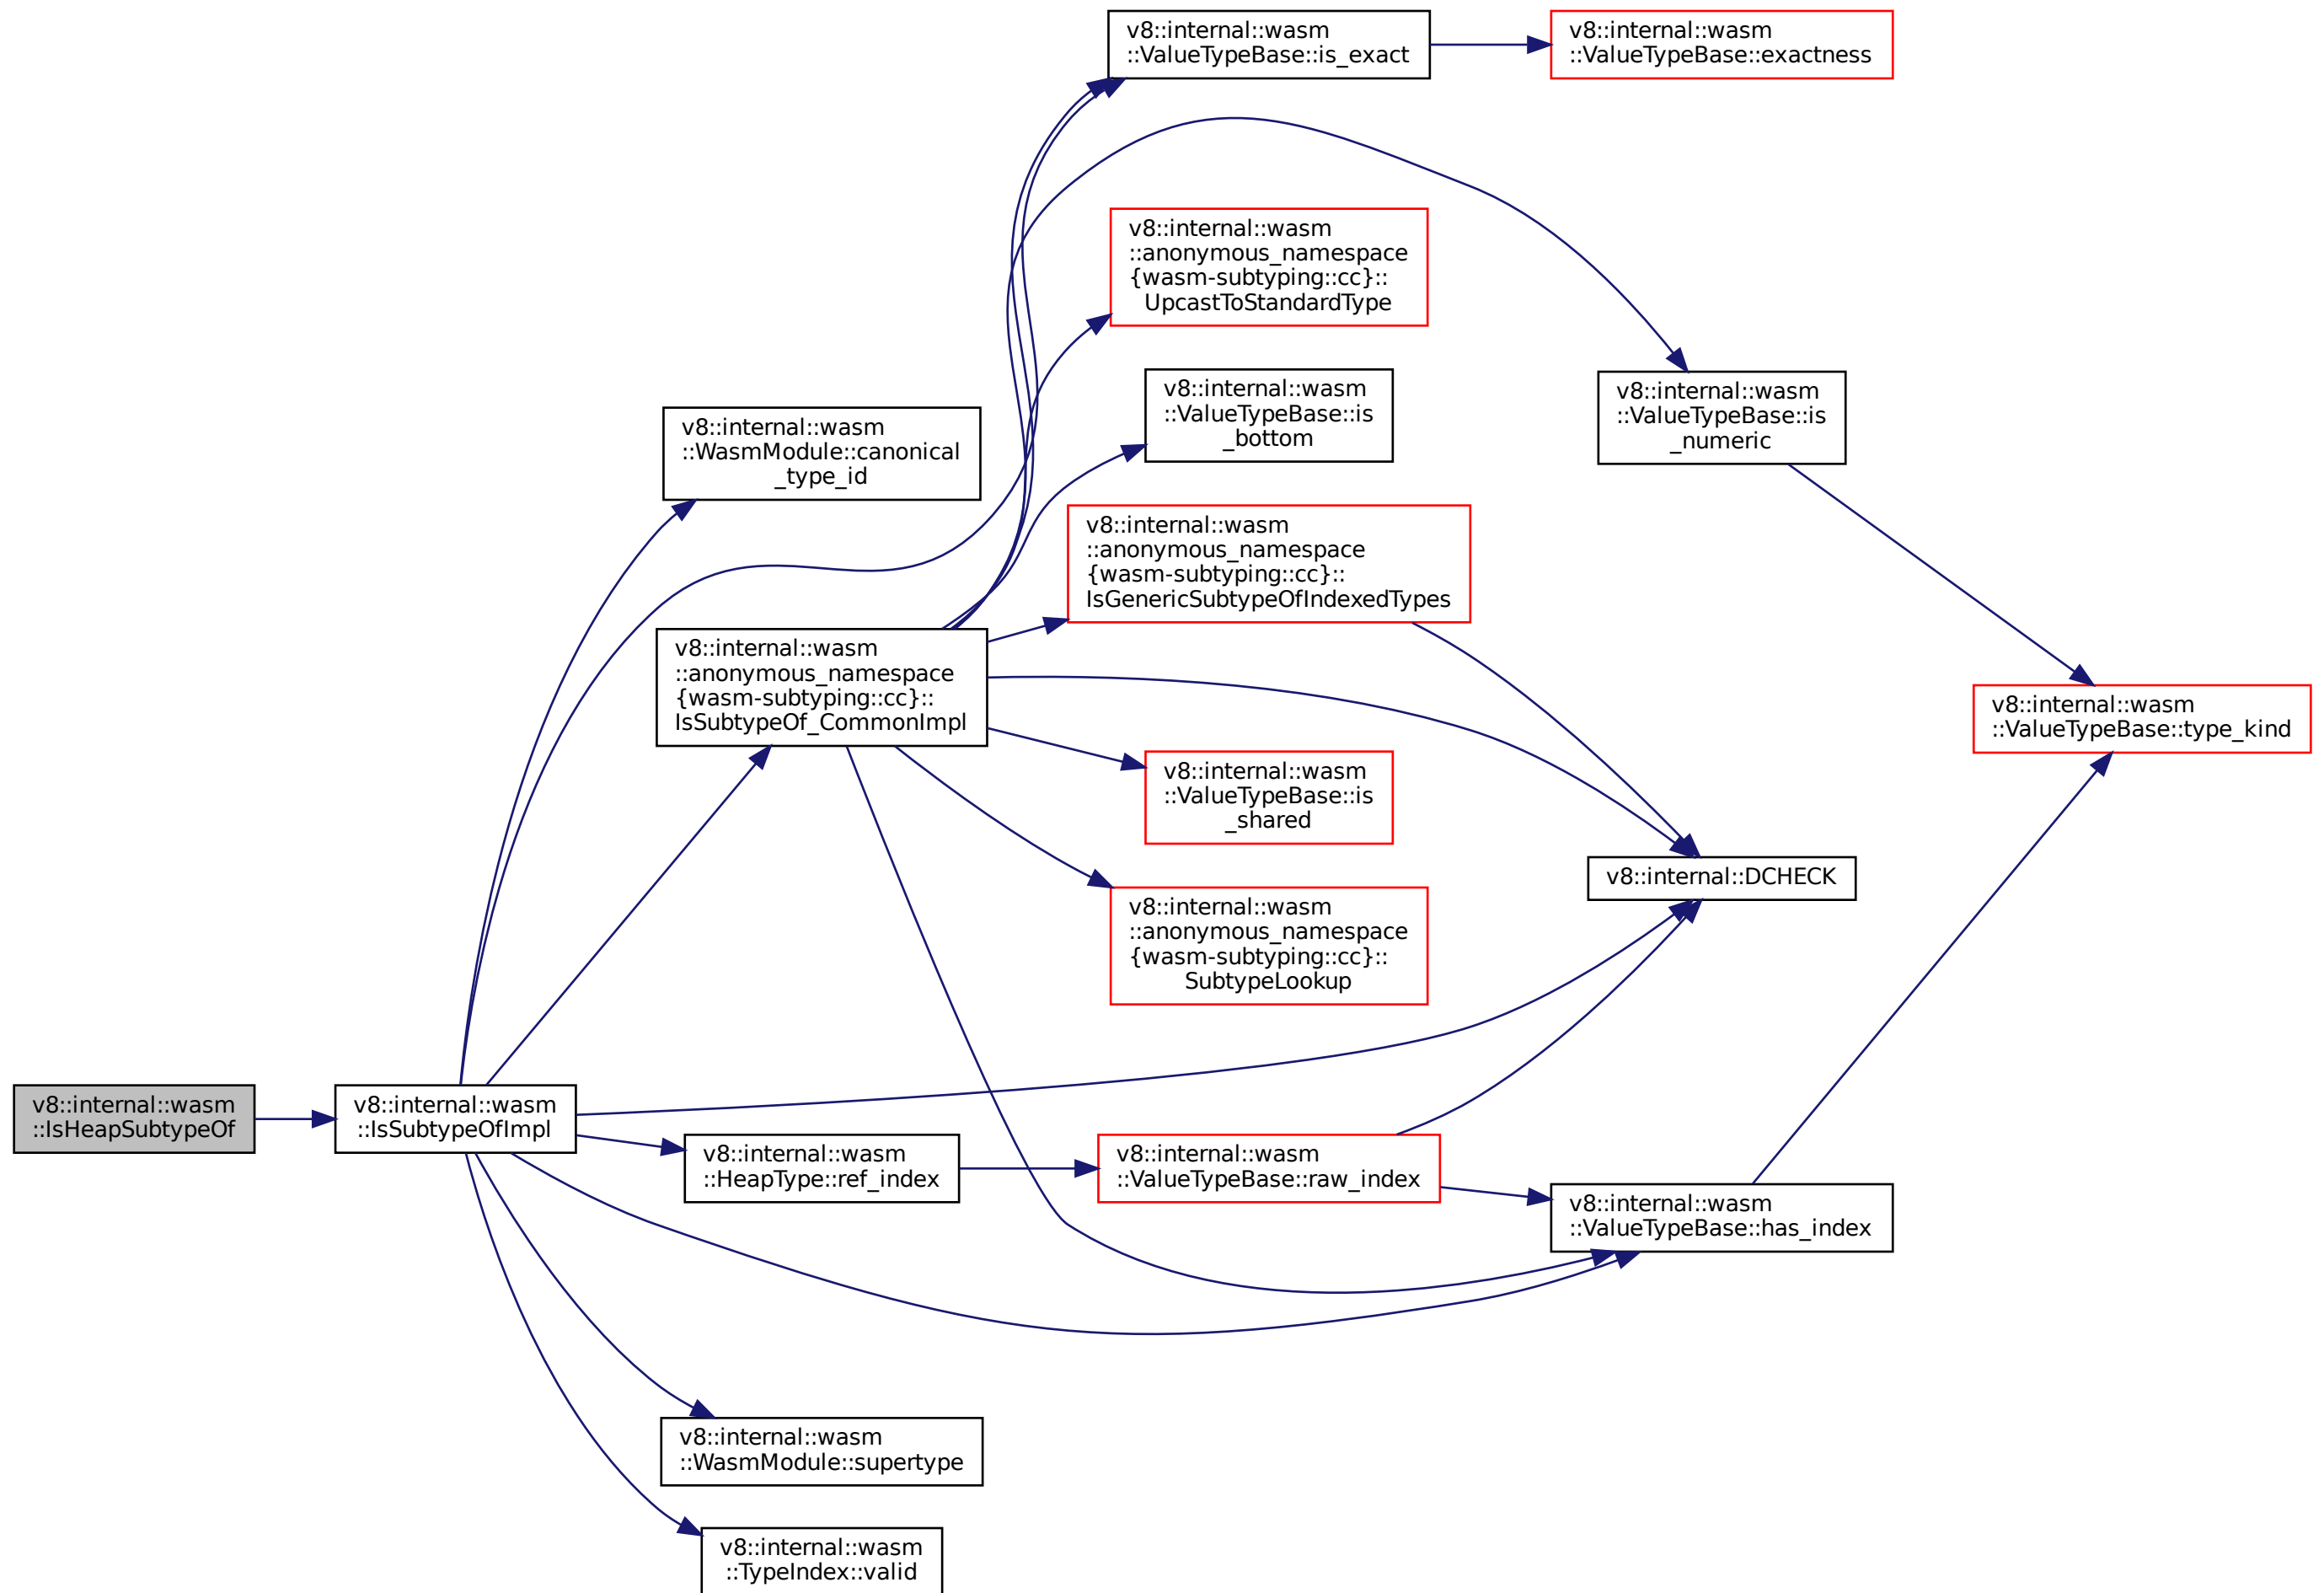 v8::internal::wasm
::ValueTypeBase::is_exact
v8::internal::wasm
::ValueTypeBase::exactness
v8::internal::wasm
::anonymous_namespace
{wasm-subtyping::cc}::
UpcastToStandardType
v8::internal::wasm
::ValueTypeBase::is
_bottom
v8::internal::wasm
::ValueTypeBase::is
_numeric
v8::internal::wasm
::WasmModule::canonical
_type_id
v8::internal::wasm
::anonymous_namespace
{wasm-subtyping::cc}::
IsGenericSubtypeOfIndexedTypes
v8::internal::wasm
::anonymous_namespace
{wasm-subtyping::cc}::
IsSubtypeOf_CommonImpl
v8::internal::wasm
::ValueTypeBase::type_kind
v8::internal::wasm
::ValueTypeBase::is
_shared
v8::internal::DCHECK
v8::internal::wasm
::anonymous_namespace
{wasm-subtyping::cc}::
SubtypeLookup
v8::internal::wasm
::IsHeapSubtypeOf
v8::internal::wasm
::IsSubtypeOfImpl
v8::internal::wasm
::HeapType::ref_index
v8::internal::wasm
::ValueTypeBase::raw_index
v8::internal::wasm
::ValueTypeBase::has_index
v8::internal::wasm
::WasmModule::supertype
v8::internal::wasm
::TypeIndex::valid